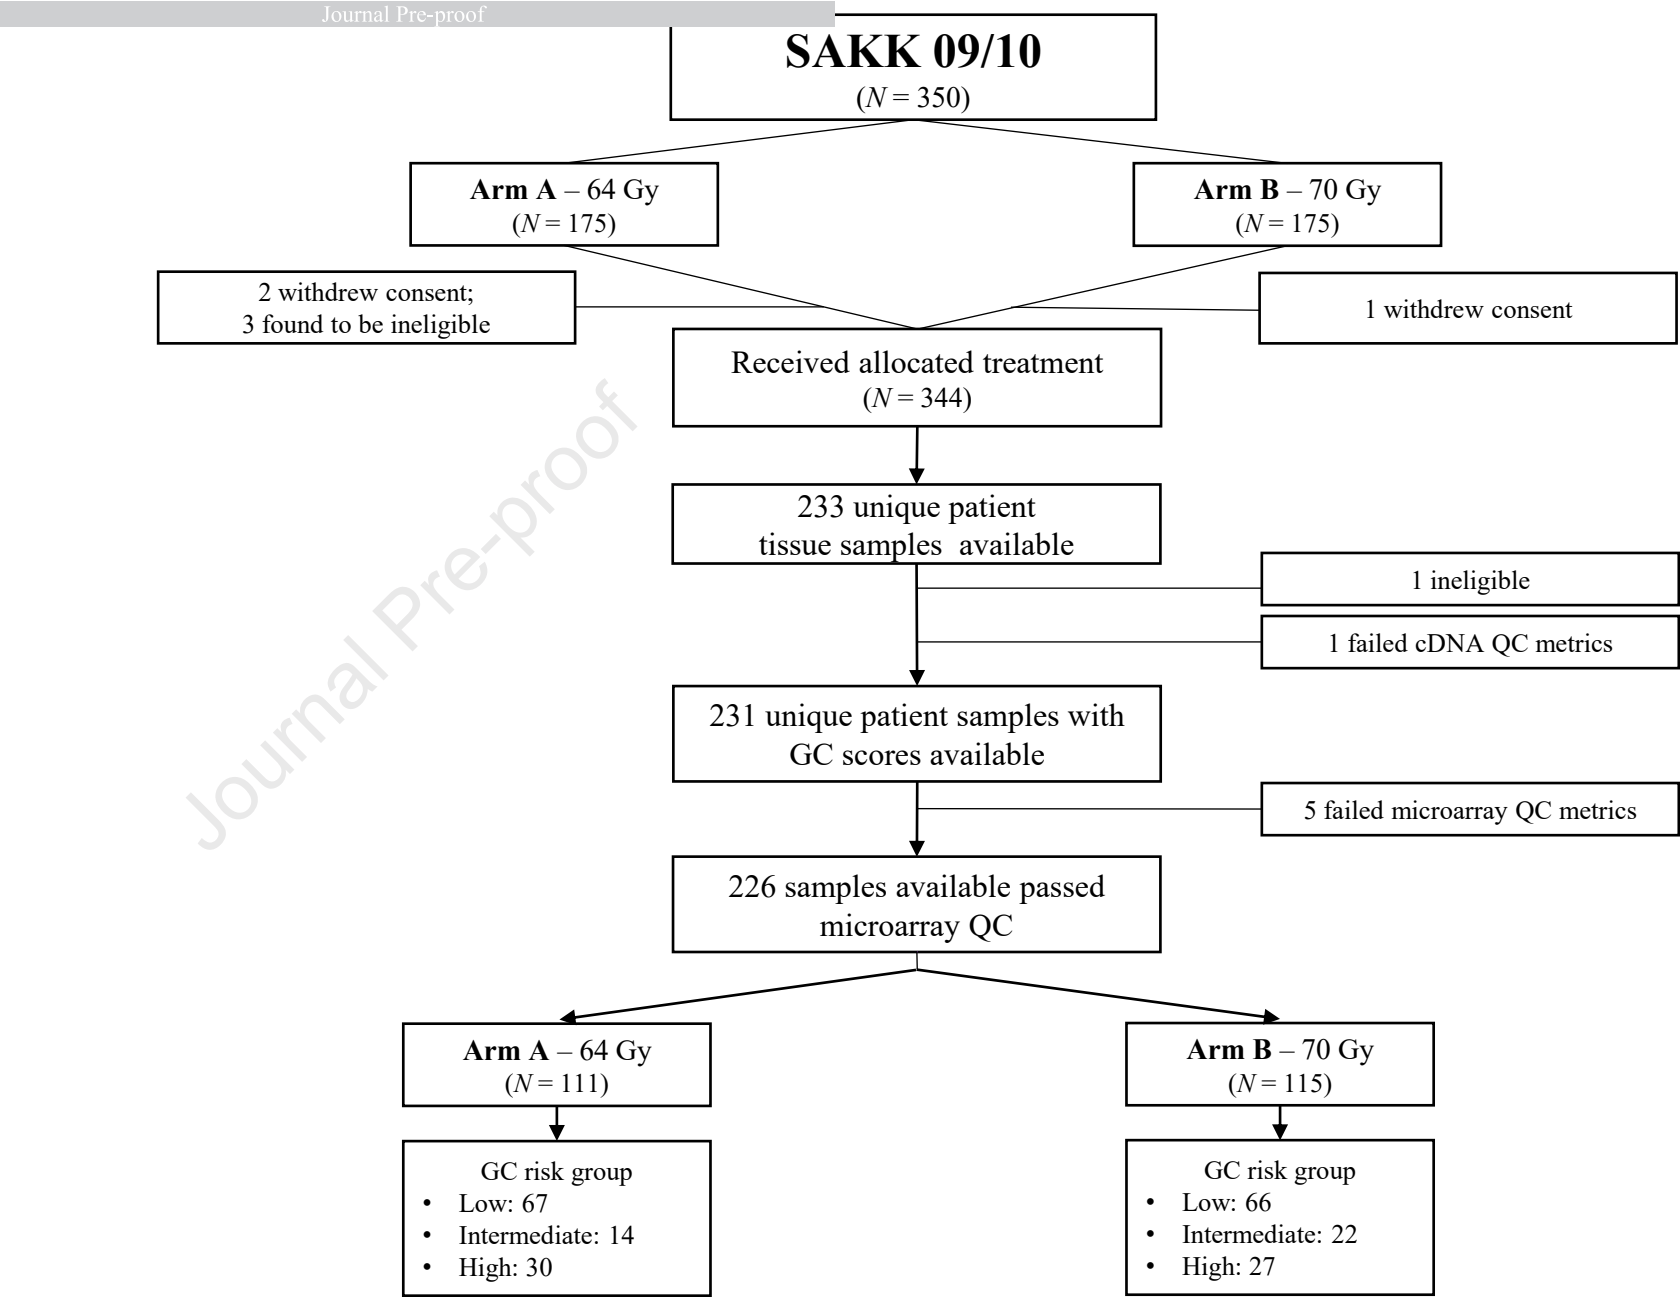 Journal Pre-proof
SAKK 09/10
(N = 350)
Arm A – 64 Gy
(N = 175)
Arm B – 70 Gy
(N = 175)
2 withdrew consent;
3 found to be ineligible
1 withdrew consent
Received allocated treatment
(N = 344)
233 unique patient
tissue samples available
1 ineligible
1 failed cDNA QC metrics
231 unique patient samples with
GC scores available
5 failed microarray QC metrics
226 samples available passed
microarray QC
Arm A – 64 Gy
(N = 111)
Arm B – 70 Gy
(N = 115)
GC risk group
• Low: 67
• Intermediate: 14
• High: 30
GC risk group
• Low: 66
• Intermediate: 22
• High: 27
Journal Pre-proof